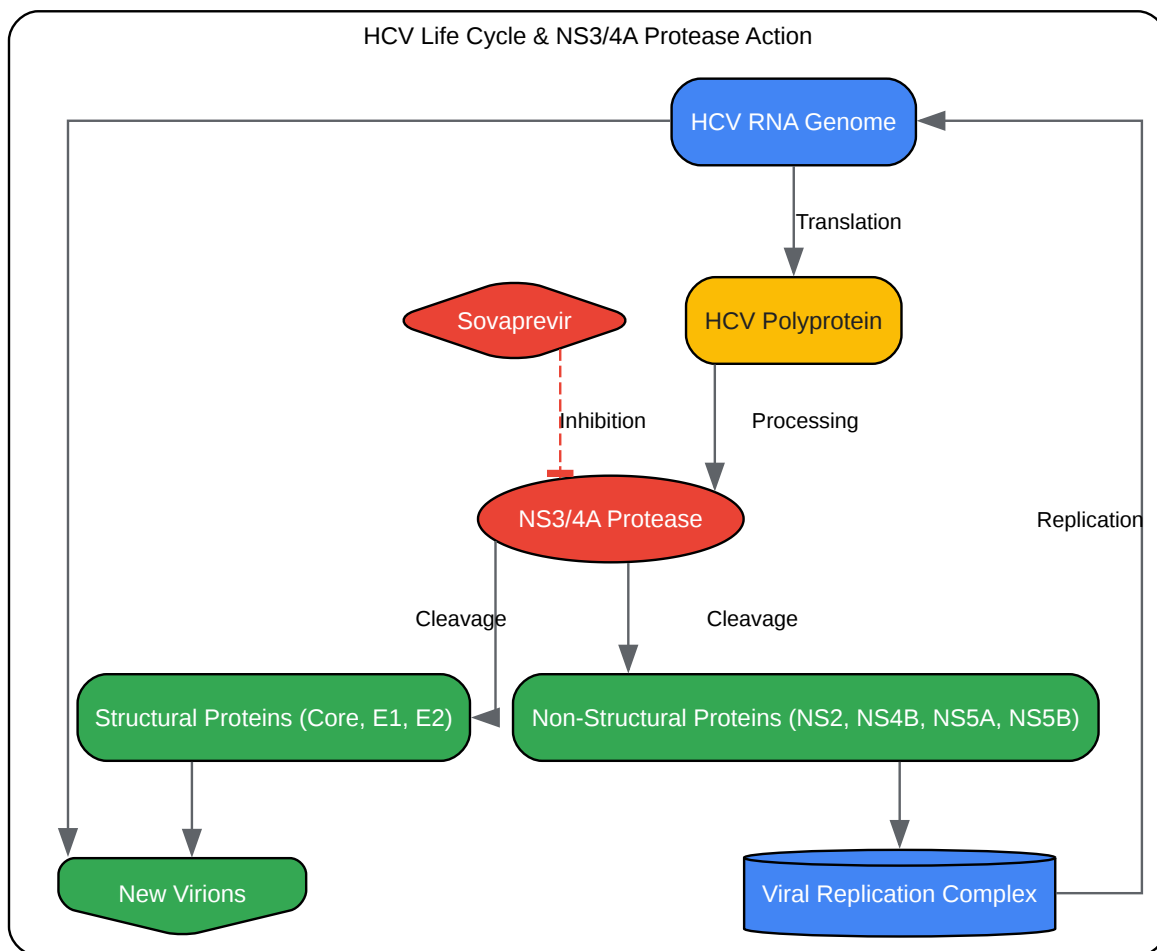 HCV Life Cycle & NS3/4A Protease Action
HCV RNA Genome
Translation
Sovaprevir
HCV Polyprotein
Inhibition
Processing
NS3/4A Protease
Replication
Cleavage
Cleavage
Structural Proteins (Core, E1, E2)
Non-Structural Proteins (NS2, NS4B, NS5A, NS5B)
New Virions
Viral Replication Complex